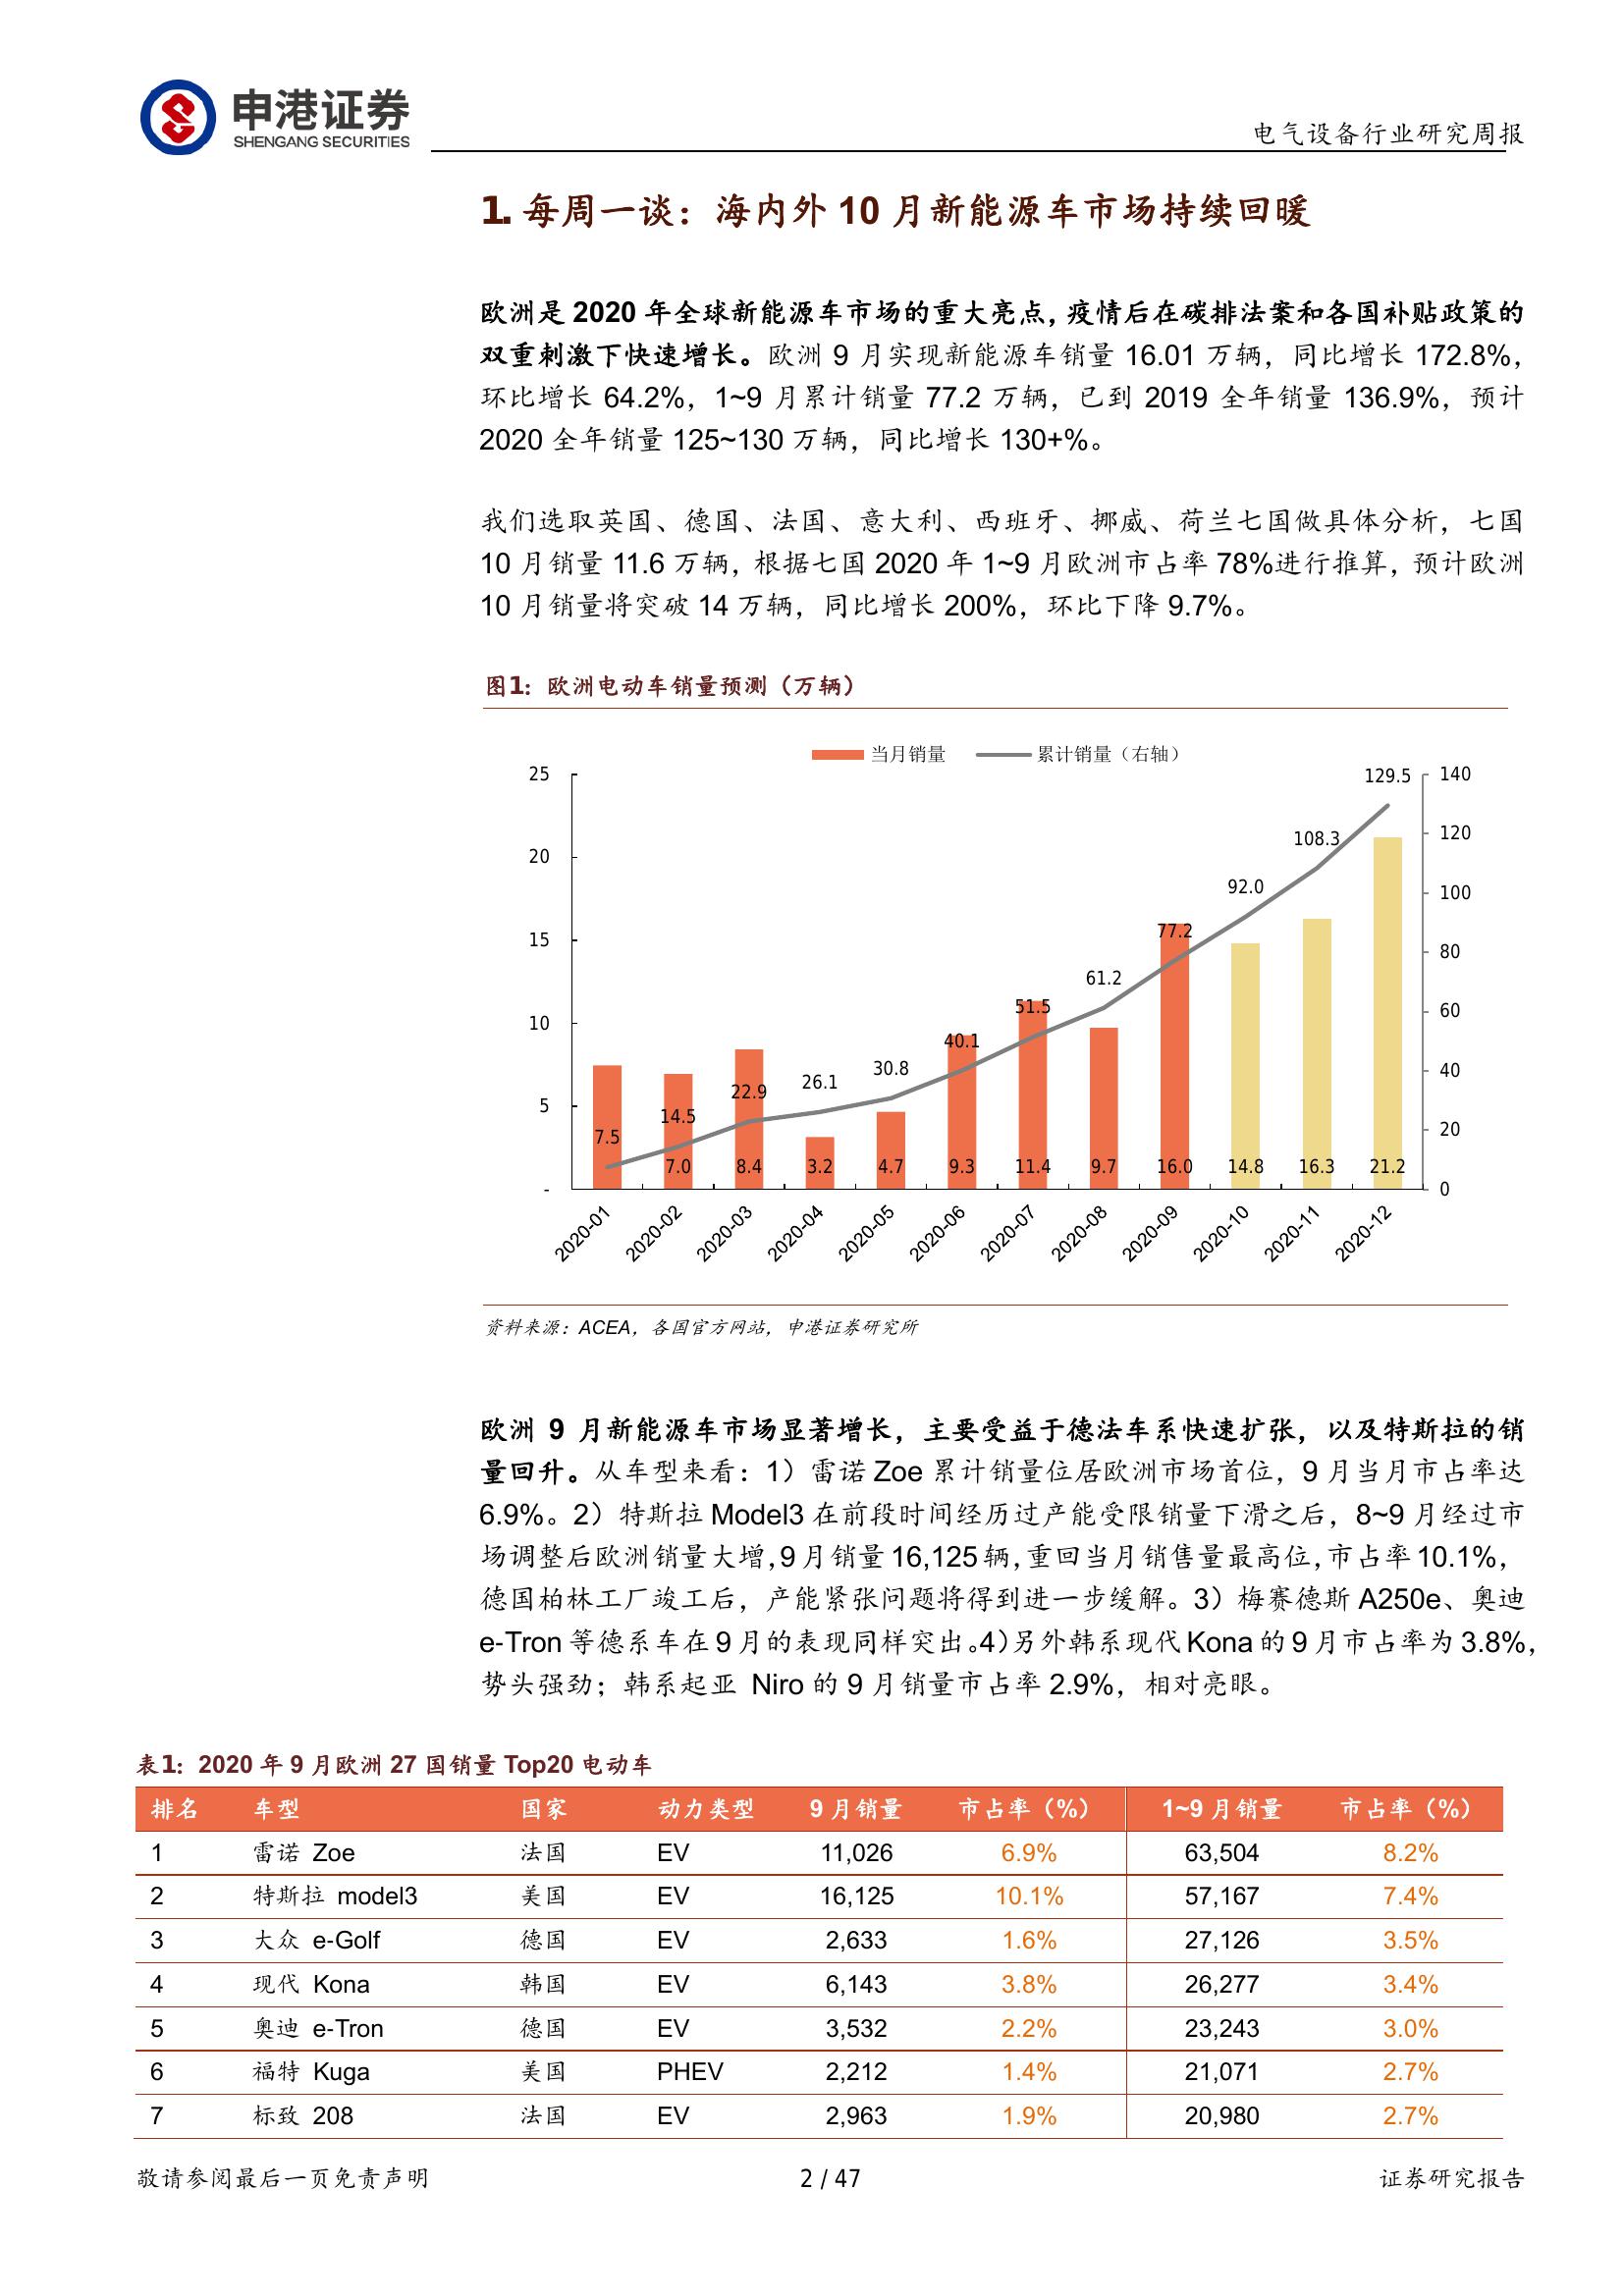 申港证券
SHENGANG SECURITIES
电气设备行业研究周报
1. 每周一谈：海内外 10 月新能源车市场持续回暖
欧洲是 2020 年全球新能源车市场的重大亮点，疫情后在碳排法案和各国补贴政策的
双重刺激下快速增长。欧洲 9 月实现新能源车销量 16.01 万辆，同比增长 172.8%，
环比增长 64.2%，1~9 月累计销量 77.2 万辆，已到 2019 全年销量 136.9%，预计
2020 全年销量 125~130 万辆，同比增长 130+%。
我们选取英国、德国、法国、意大利、西班牙、挪威、荷兰七国做具体分析，七国
10 月销量 11.6 万辆，根据七国 2020 年 1~9 月欧洲市占率 78%进行推算，预计欧洲
10 月销量将突破 14 万辆，同比增长 200%，环比下降 9.7%。
图1：欧洲电动车销量预测（万辆）
当月销量 累计销量（右轴）
25 129.5 140
108.3 120
20 92.0 100
77.2
15 80
61.2
51.5 60
10 40.1
30.8 40
26.1
22.9
5 14.5
7.5 20
7.0 8.4 3.2 4.7 9.3 11.4 9.7 16.0 14.8 16.3 21.2
- 0
2020-01 2020-02 2020-03 2020-04 2020-05 2020-06 2020-07 2020-08 2020-09 2020-10 2020-11 2020-12
资料来源：ACEA，各国官方网站，申港证券研究所
欧洲 9 月新能源车市场显著增长，主要受益于德法车系快速扩张，以及特斯拉的销
量回升。从车型来看：1）雷诺 Zoe 累计销量位居欧洲市场首位，9 月当月市占率达
6.9%。2）特斯拉 Model3 在前段时间经历过产能受限销量下滑之后，8~9 月经过市
场调整后欧洲销量大增，9 月销量 16,125 辆，重回当月销售量最高位，市占率 10.1%，
德国柏林工厂竣工后，产能紧张问题将得到进一步缓解。3）梅赛德斯 A250e、奥迪
e-Tron 等德系车在 9 月的表现同样突出。4）另外韩系现代 Kona 的 9 月市占率为 3.8%，
势头强劲；韩系起亚 Niro 的 9 月销量市占率 2.9%，相对亮眼。
表1：2020 年 9 月欧洲 27 国销量 Top20 电动车
排名 车型 国家 动力类型 9 月销量 市占率（%） 1~9 月销量 市占率（%）
1 雷诺 Zoe 法国 EV 11,026 6.9% 63,504 8.2%
2 特斯拉 model3 美国 EV 16,125 10.1% 57,167 7.4%
3 大众 e-Golf 德国 EV 2,633 1.6% 27,126 3.5%
4 现代 Kona 韩国 EV 6,143 3.8% 26,277 3.4%
5 奥迪 e-Tron 德国 EV 3,532 2.2% 23,243 3.0%
6 福特 Kuga 美国 PHEV 2,212 1.4% 21,071 2.7%
7 标致 208 法国 EV 2,963 1.9% 20,980 2.7%
敬请参阅最后一页免责声明 2 / 47 证券研究报告